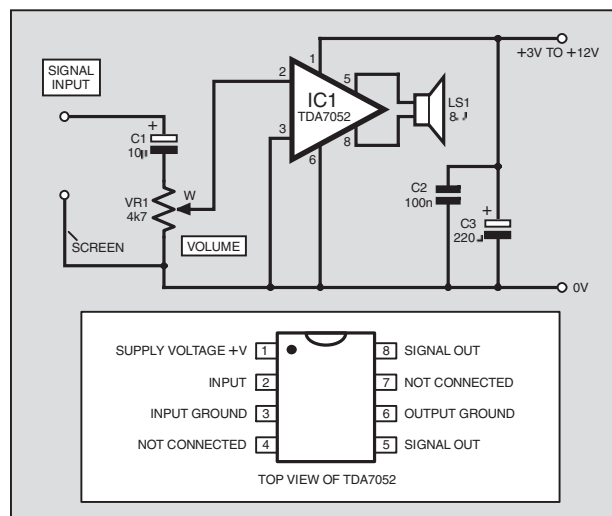 SIGNAL
INPUT
+
C1
10μ
VR1
4k7
W
VOLUME
SCREEN
1
2
3
IC1
TDA7052
5
8
6
LS1
8
+3V TO +12V
C2
100n
+
C3
220
0V
SUPPLY VOLTAGE +V 1
INPUT 2
INPUT GROUND 3
NOT CONNECTED 4
8 SIGNAL OUT
7 NOT CONNECTED
6 OUTPUT GROUND
5 SIGNAL OUT
TOP VIEW OF TDA7052